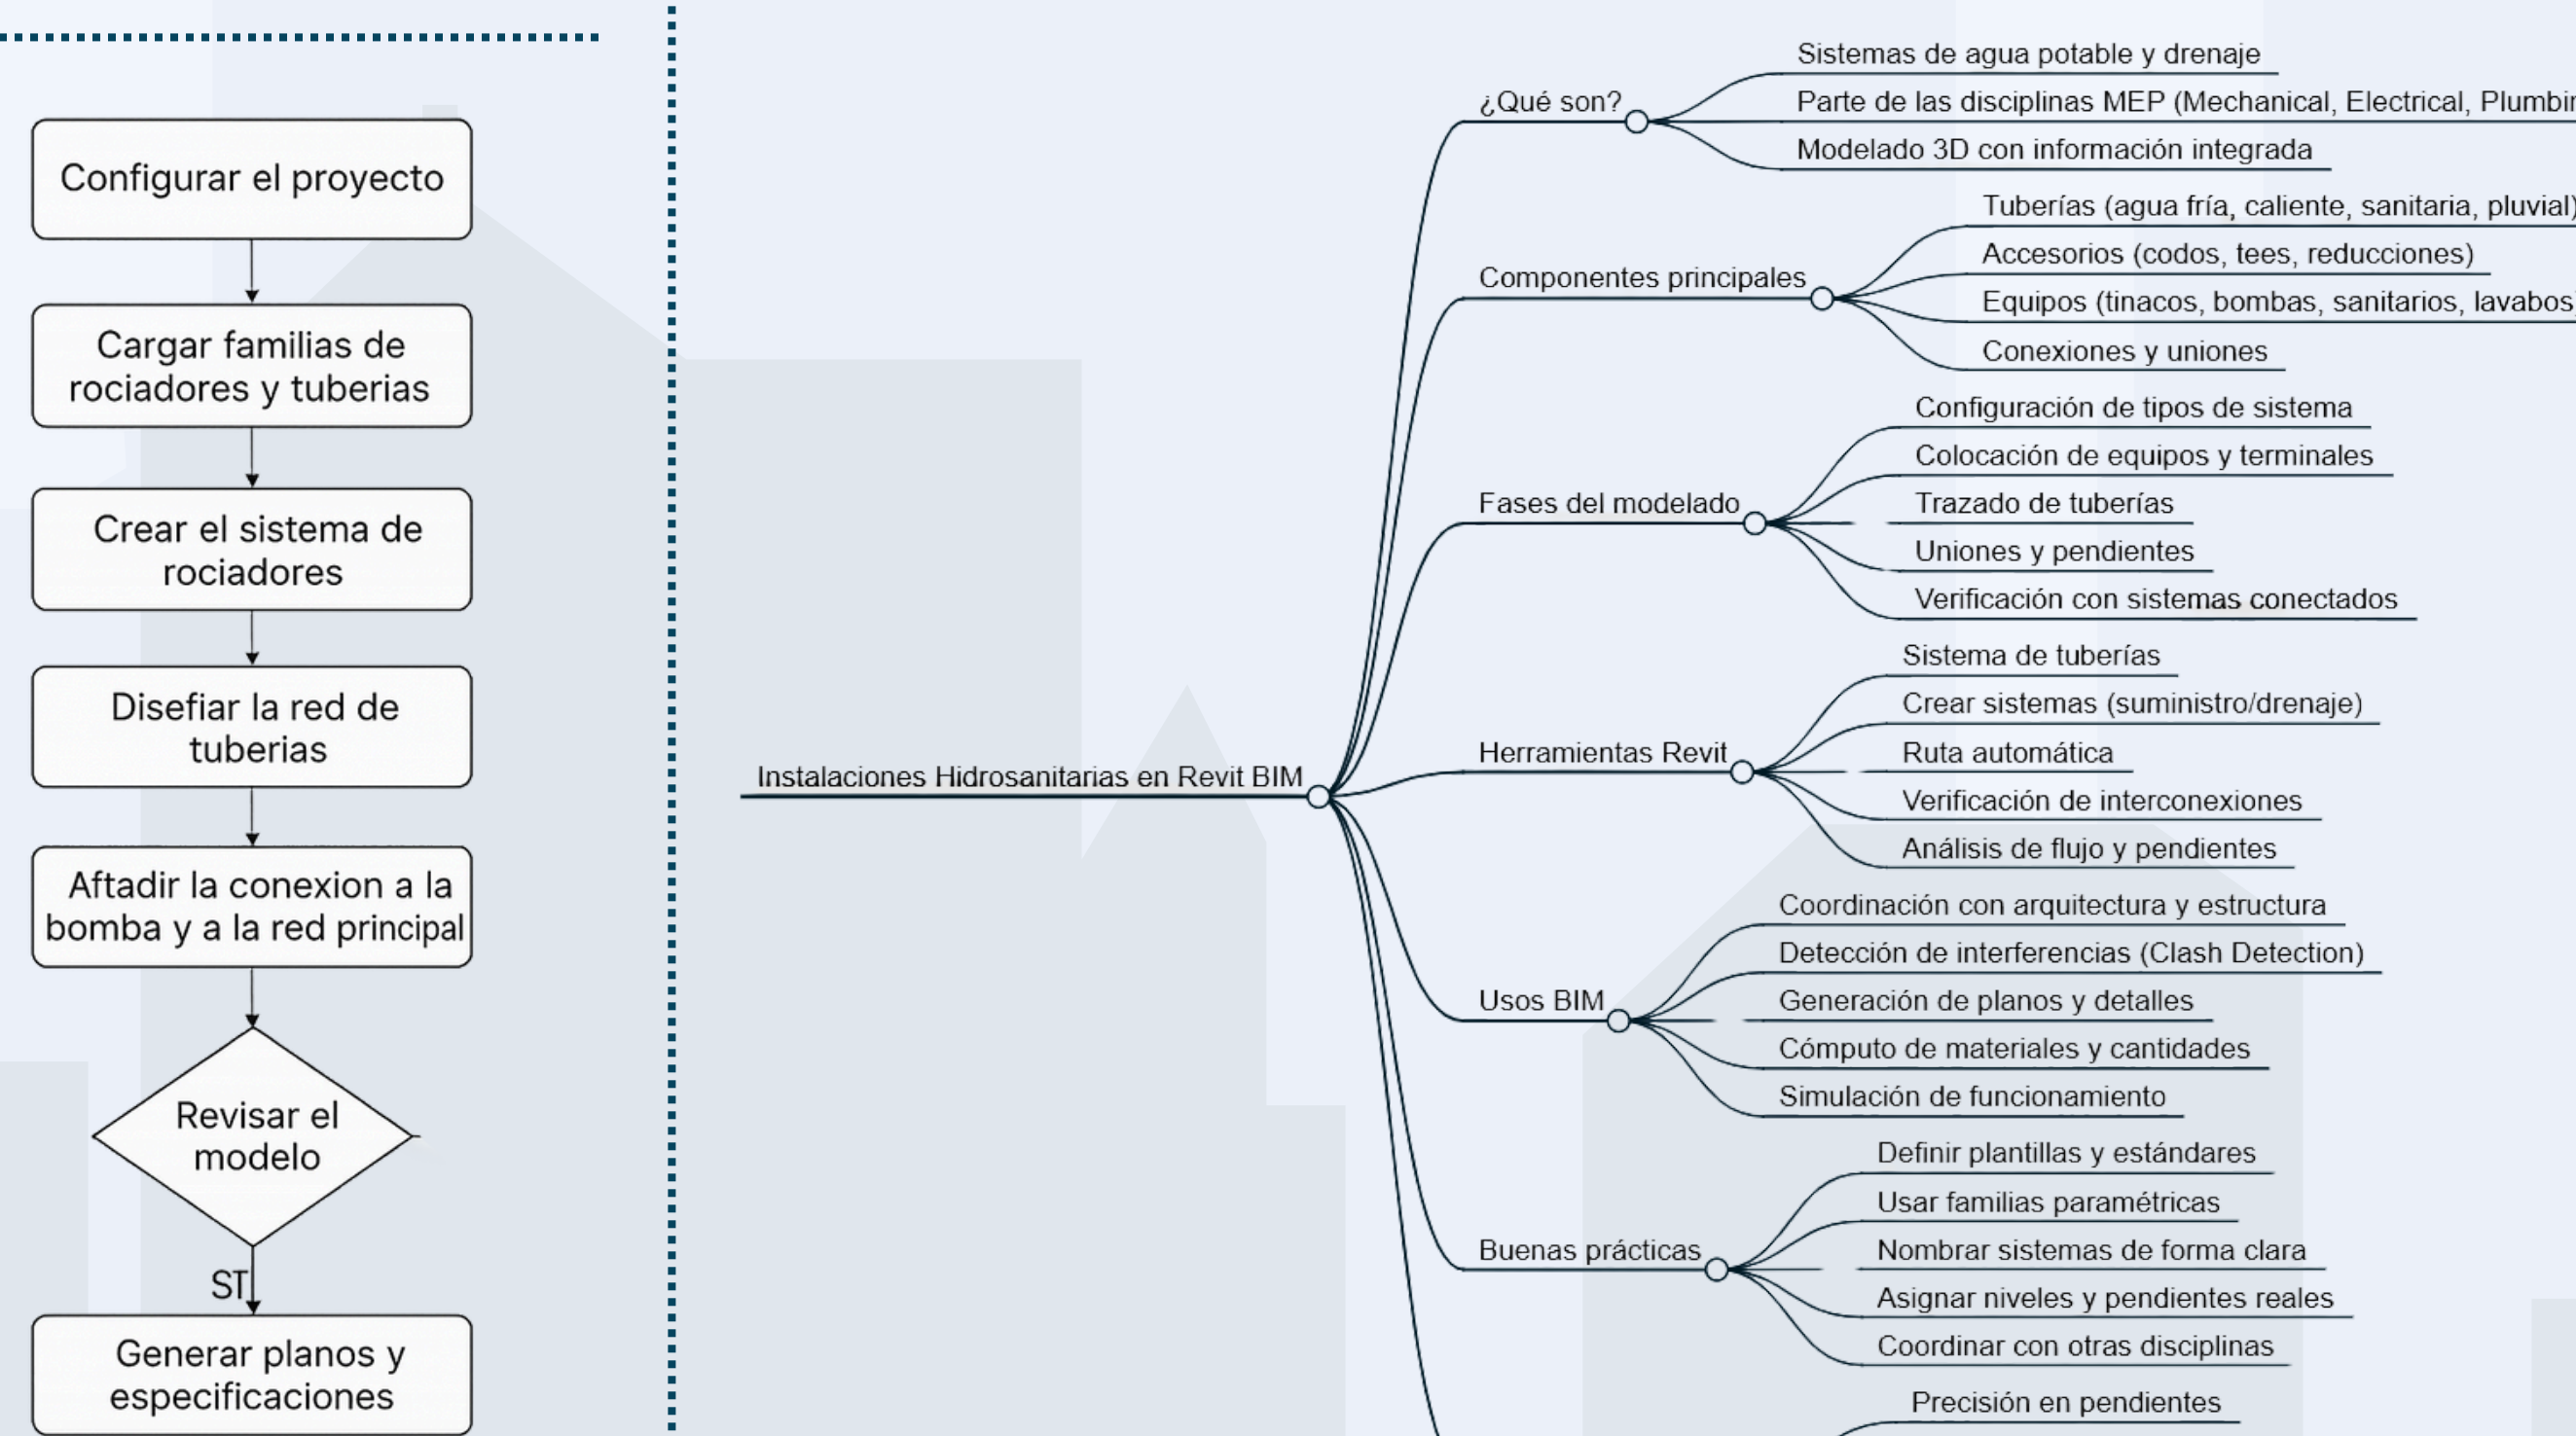 Configurar el proyecto
Cargar familias de
rociadores y tuberias
Crear el sistema de
rociadores
Disefiar la red de
tuberias
Aftadir la conexion a la
bomba y a la red principal
Revisar el
modelo
ST
Generar planos y
especificaciones
Instalaciones Hidrosanitarias en Revit BIM
¿Qué son?
Sistemas de agua potable y drenaje
Parte de las disciplinas MEP (Mechanical, Electrical,
Modelado 3D con información integrada
Componentes principales
Tuberías (agua fría, caliente, sanitaria, pluvial)
Accesorios (codos, tees, reducciones)
Equipos (tinacos, bombas, sanitarios, lavabos
Conexiones y uniones
Fases del modelado
Configuración de tipos de sistema
Colocación de equipos y terminales
Trazado de tuberías
Uniones y pendientes
Verificación con sistemas conectados
Herramientas Revit
Sistema de tuberías
Crear sistemas (suministro/drenaje)
Ruta automática
Verificación de interconexiones
Análisis de flujo y pendientes
Usos BIM
Coordinación con arquitectura y estructura
Detección de interferencias (Clash Detection)
Generación de planos y detalles
Cómputo de materiales y cantidades
Simulación de funcionamiento
Buenas prácticas
Definir plantillas y estándares
Usar familias paramétricas
Nombrar sistemas de forma clara
Asignar niveles y pendientes reales
Coordinar con otras disciplinas
Precisión en pendientes